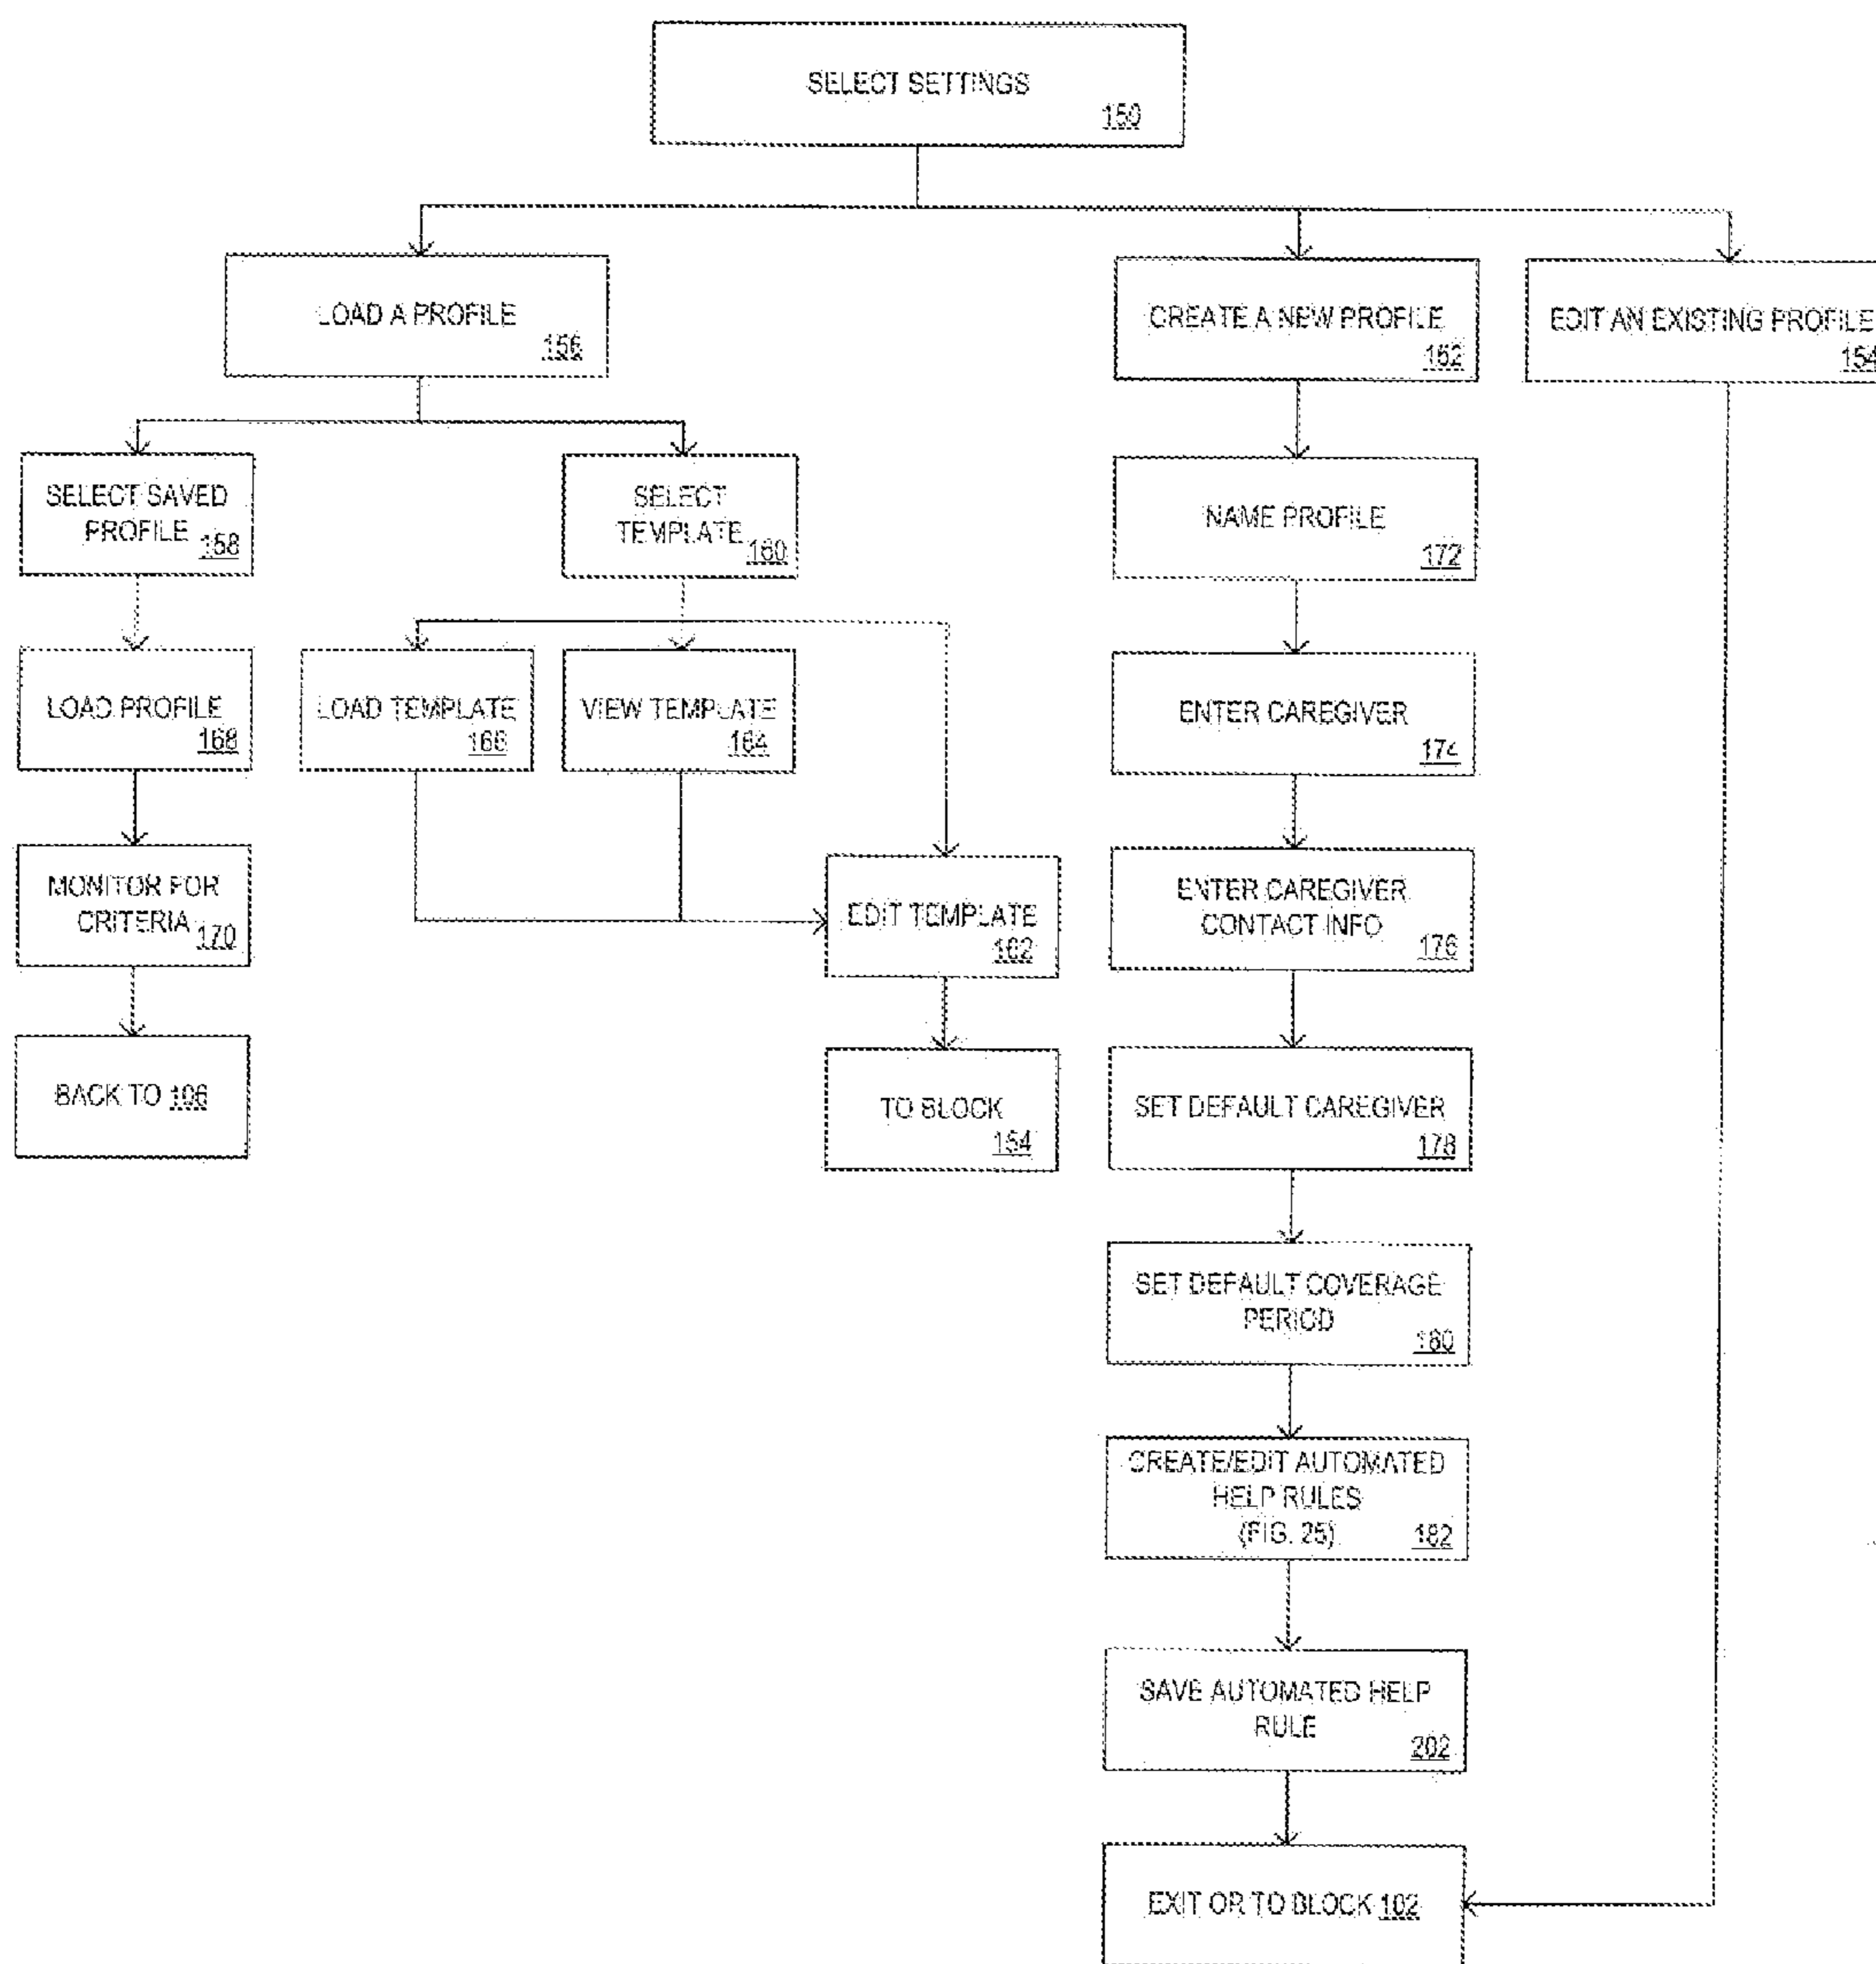 SELECT SETTINGS
150
LOAD A PROFILE
156
CREATE A NEW PROFILE
152
EDIT AN EXISTING PROFILE
154
SELECT SAVED
PROFILE 158
SELECT
TEMPLATE 160
NAME PROFILE
172
LOAD PROFILE
168
LOAD TEMPLATE
166
VIEW TEMPLATE
164
ENTER CAREGIVER
174
MONITOR FOR
CRITERIA 170
EDIT TEMPLATE
162
ENTER CAREGIVER
CONTACT INFO
176
BACK TO 106
TO BLOCK
154
SET DEFAULT CAREGIVER
178
SET DEFAULT COVERAGE
PERIOD
180
CREATE/EDIT AUTOMATED
HELP RULES
(FIG. 25)
182
SAVE AUTOMATED HELP
RULE
202
EXIT OR TO BLOCK 102